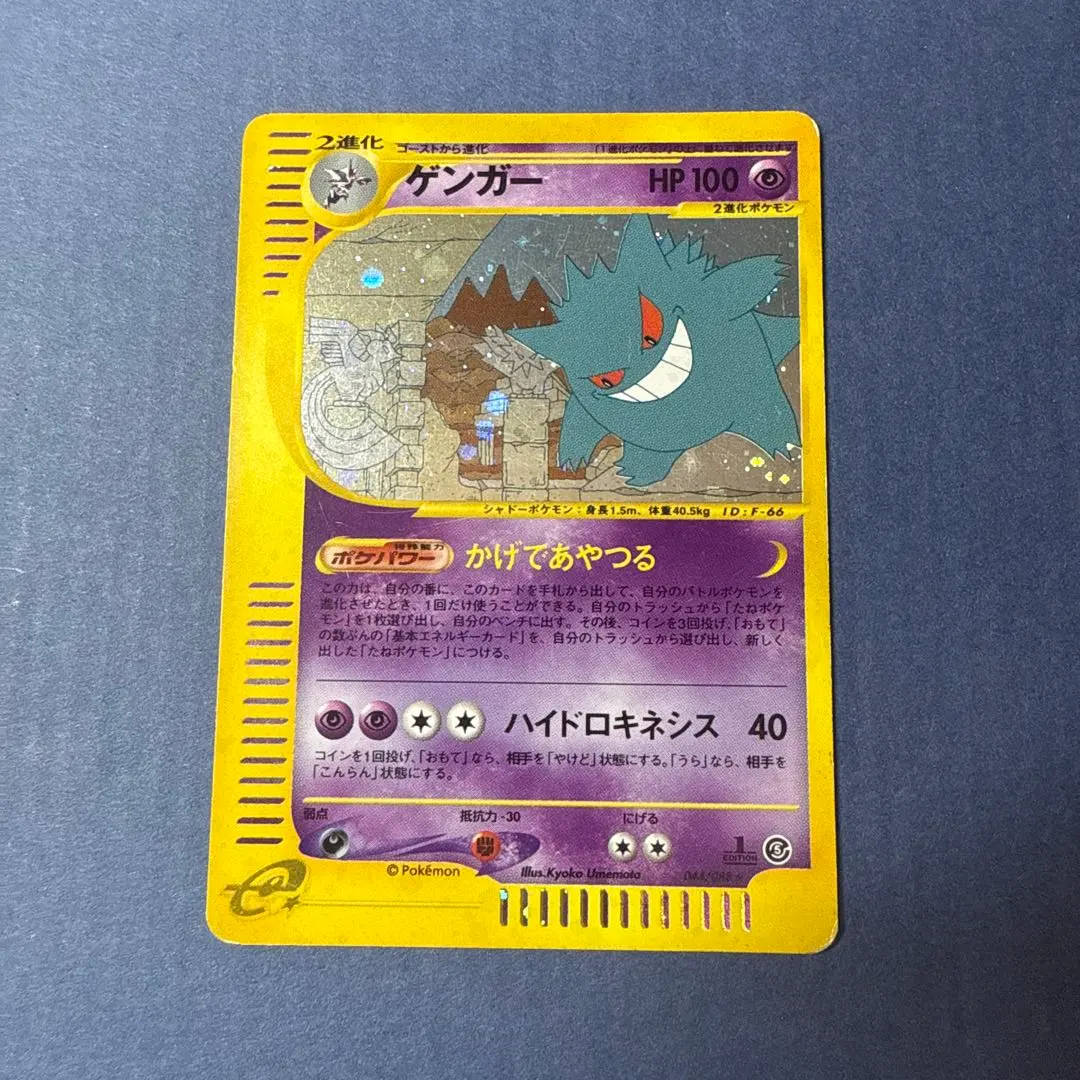 2進化
ゴーストから進化
ゲンガー HP 100
2進化ポケモン
シャドーポケモン：身長1.5m、体重40.5kg ID：F-66
特殊能力
ポケパワー かげであやつる
この力は、自分の番に、このカードを手札から出して、自分のバトルポケモンを
進化させたとき、1回だけ使うことができる。自分のトラッシュから「たねポケ
モン」を1枚選び出し、自分のベンチに出す。その後、コインを3回投げ、「おもて」
の数ぶんの「基本エネルギーカード」を、自分のトラッシュから選び出し、新しく
出した「たねポケモン」につける。
ハイドロキネシス 40
コインを1回投げ、「おもて」なら、相手を「やけど」状態にする。「うら」なら、相手を
「こんらん」状態にする。
弱点 抵抗力 -30 にげる
1 EDITION 5
© Pokémon Illus.Kyoko Umemoto
e